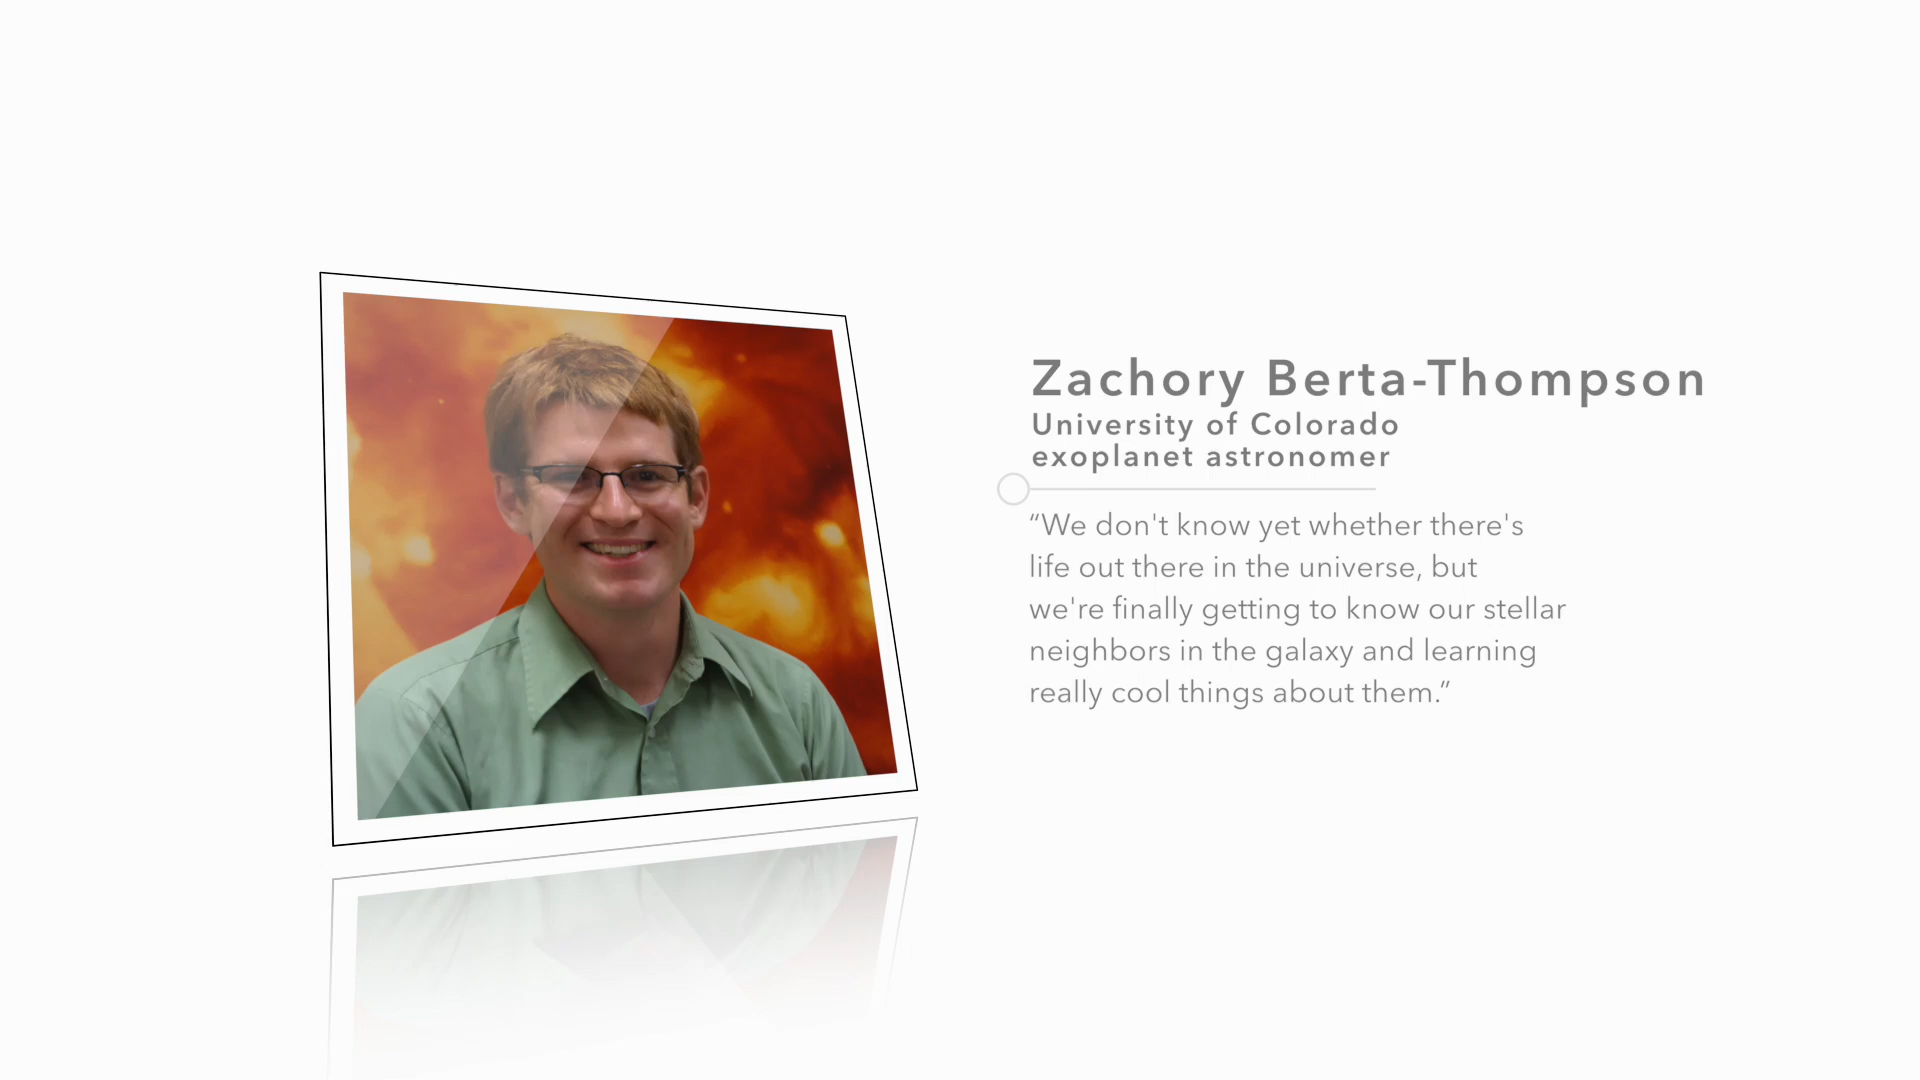 Zachory Berta-Thompson
University of Colorado
exoplanet astronomer
“We don't know yet whether there's
life out there in the universe, but
we're finally getting to know our stellar
neighbors in the galaxy and learning
really cool things about them.”